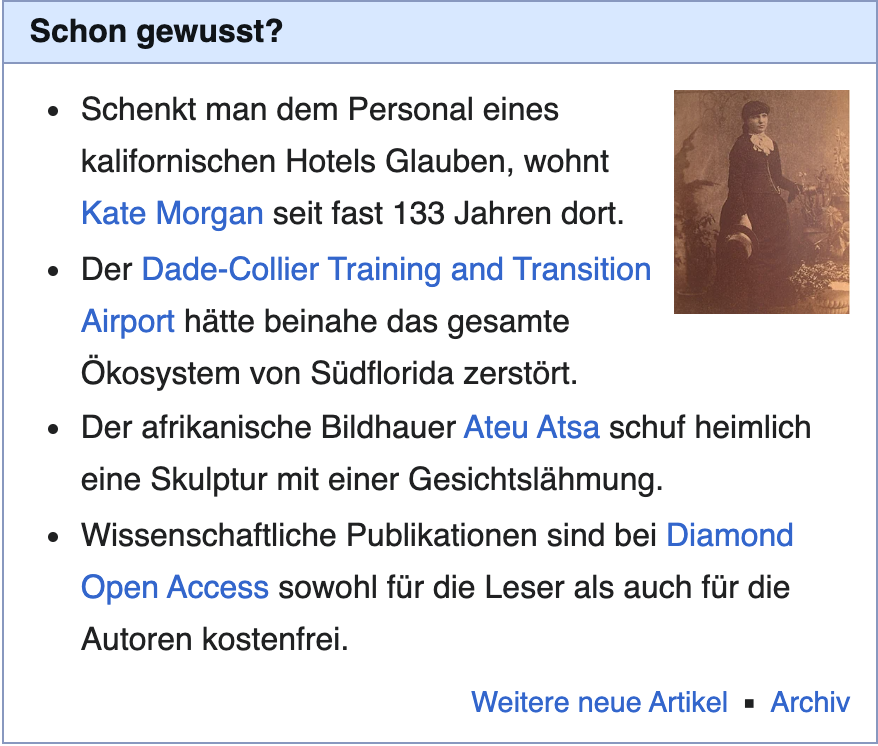 Schon gewusst?
• Schenkt man dem Personal eines
kalifornischen Hotels Glauben, wohnt
Kate Morgan seit fast 133 Jahren dort.
• Der Dade-Collier Training and Transition
Airport hätte beinahe das gesamte
Ökosystem von Südflorida zerstört.
• Der afrikanische Bildhauer Ateu Atsa schuf heimlich
eine Skulptur mit einer Gesichtslähmung.
• Wissenschaftliche Publikationen sind bei Diamond
Open Access sowohl für die Leser als auch für die
Autoren kostenfrei.
Weitere neue Artikel ▪ Archiv